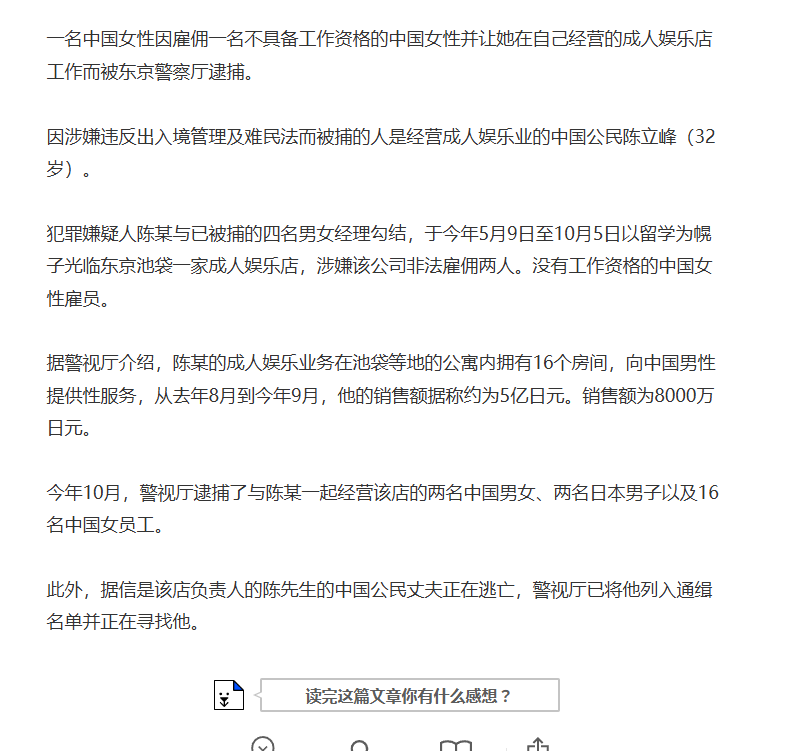 一名中国女性因雇佣一名不具备工作资格的中国女性并让她在自己经营的成人娱乐店
工作而被东京警察厅逮捕。
因涉嫌违反出入境管理及难民法而被捕的人是经营成人娱乐业的中国公民陈立峰（32
岁）。
犯罪嫌疑人陈某与已被捕的四名男女经理勾结，于今年5月9日至10月5日以留学为幌
子光临东京池袋一家成人娱乐店，涉嫌该公司非法雇佣两人。没有工作资格的中国女
性雇员。
据警视厅介绍，陈某的成人娱乐业务在池袋等地的公寓内拥有16个房间，向中国男性
提供性服务，从去年8月到今年9月，他的销售额据称约为5亿日元。销售额为8000万
日元。
今年10月，警视厅逮捕了与陈某一起经营该店的两名中国男女、两名日本男子以及16
名中国女员工。
此外，据信是该店负责人的陈先生的中国公民丈夫正在逃亡，警视厅已将他列入通缉
名单并正在寻找他。
读完这篇文章你有什么感想？